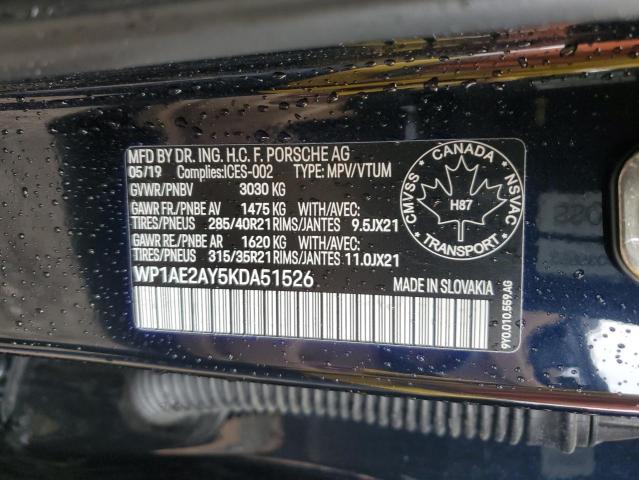 MFD BY DR. ING. H.C. F. PORSCHE AG
05/19 Complies:ICES-002 TYPE: MPV/VTUM
GVWR/PNBV 3030 KG
GAWR FR./PNBE AV 1475 KG WITH/AVEC:
TIRES/PNEUS 285/40R21 RIMS/JANTES 9.5JX21
GAWR RE./PNBE AR 1620 KG WITH/AVEC:
TIRES/PNEUS 315/35R21 RIMS/JANTES 11.0JX21
WP1AE2AY5KDA51526 MADE IN SLOVAKIA
CANADA
CMVSS
NSVAC
H87
TRANSPORT
9Y0.010.559.AG